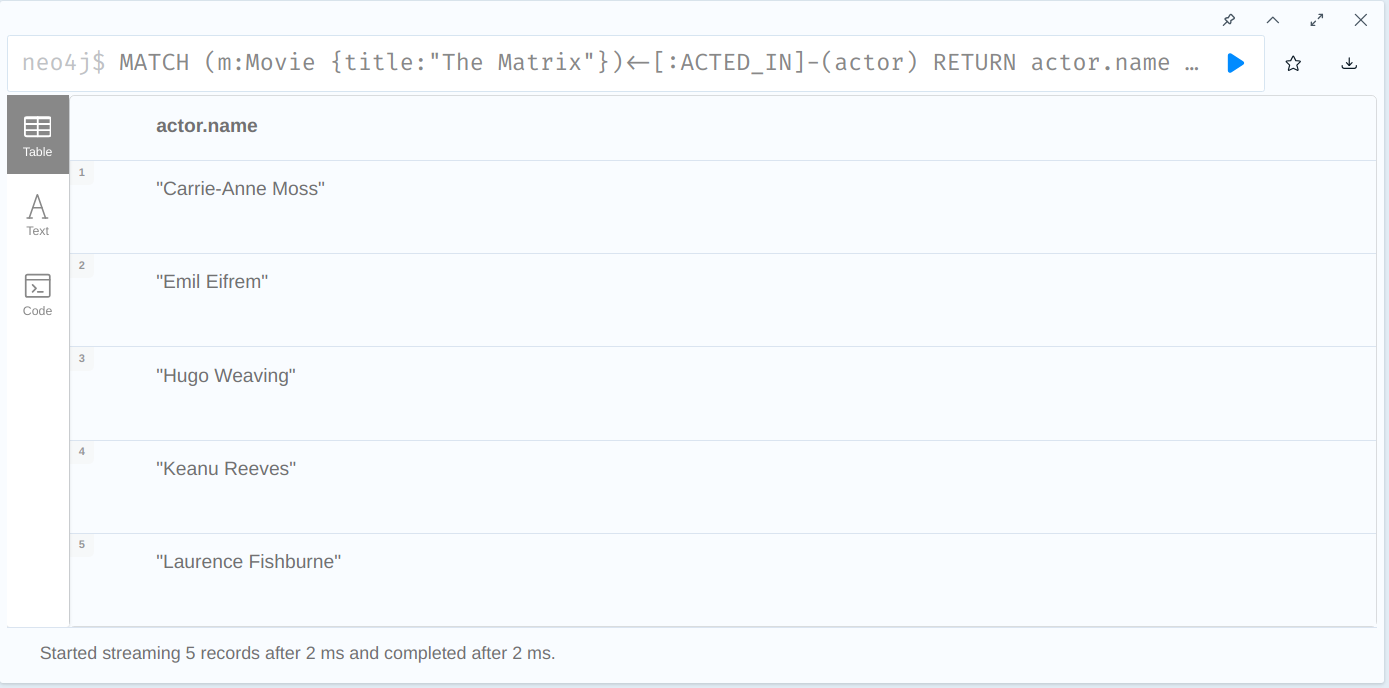 neo4j$ MATCH (m:Movie {title:"The Matrix"})<-[:ACTED_IN]-(actor) RETURN actor.name …
Table
actor.name
1
"Carrie-Anne Moss"
Text
2
"Emil Eifrem"
Code
3
"Hugo Weaving"
4
"Keanu Reeves"
5
"Laurence Fishburne"
Started streaming 5 records after 2 ms and completed after 2 ms.